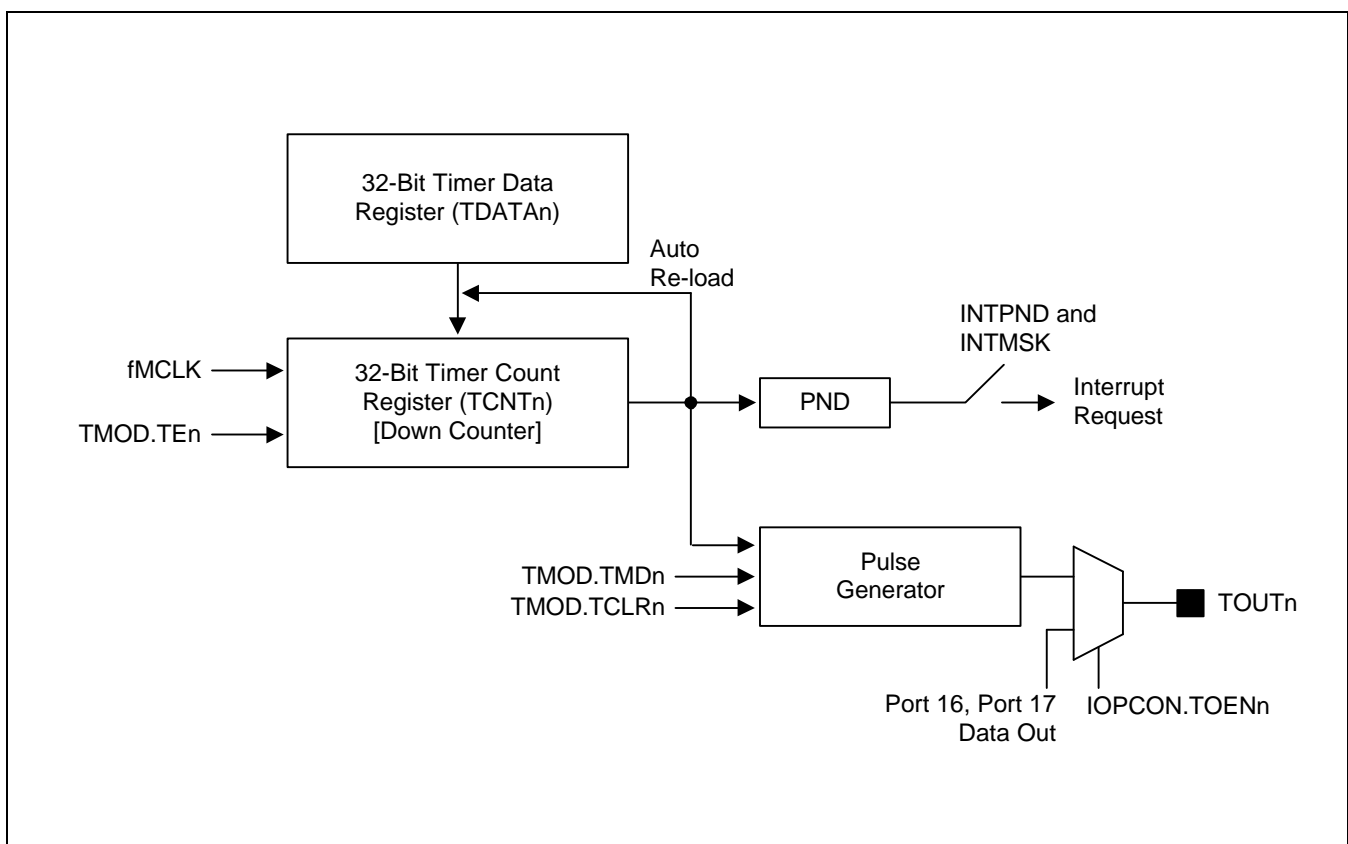 32-Bit Timer Data
Register (TDATAn)
Auto
Re-load
INTPND and
INTMSK
fMCLK
32-Bit Timer Count
Register (TCNTn)
[Down Counter]
PND
Interrupt
Request
TMOD.TEn
Pulse
Generator
TMOD.TMDn
TMOD.TCLRn
TOUTn
Port 16, Port 17
Data Out
IOPCON.TOENn